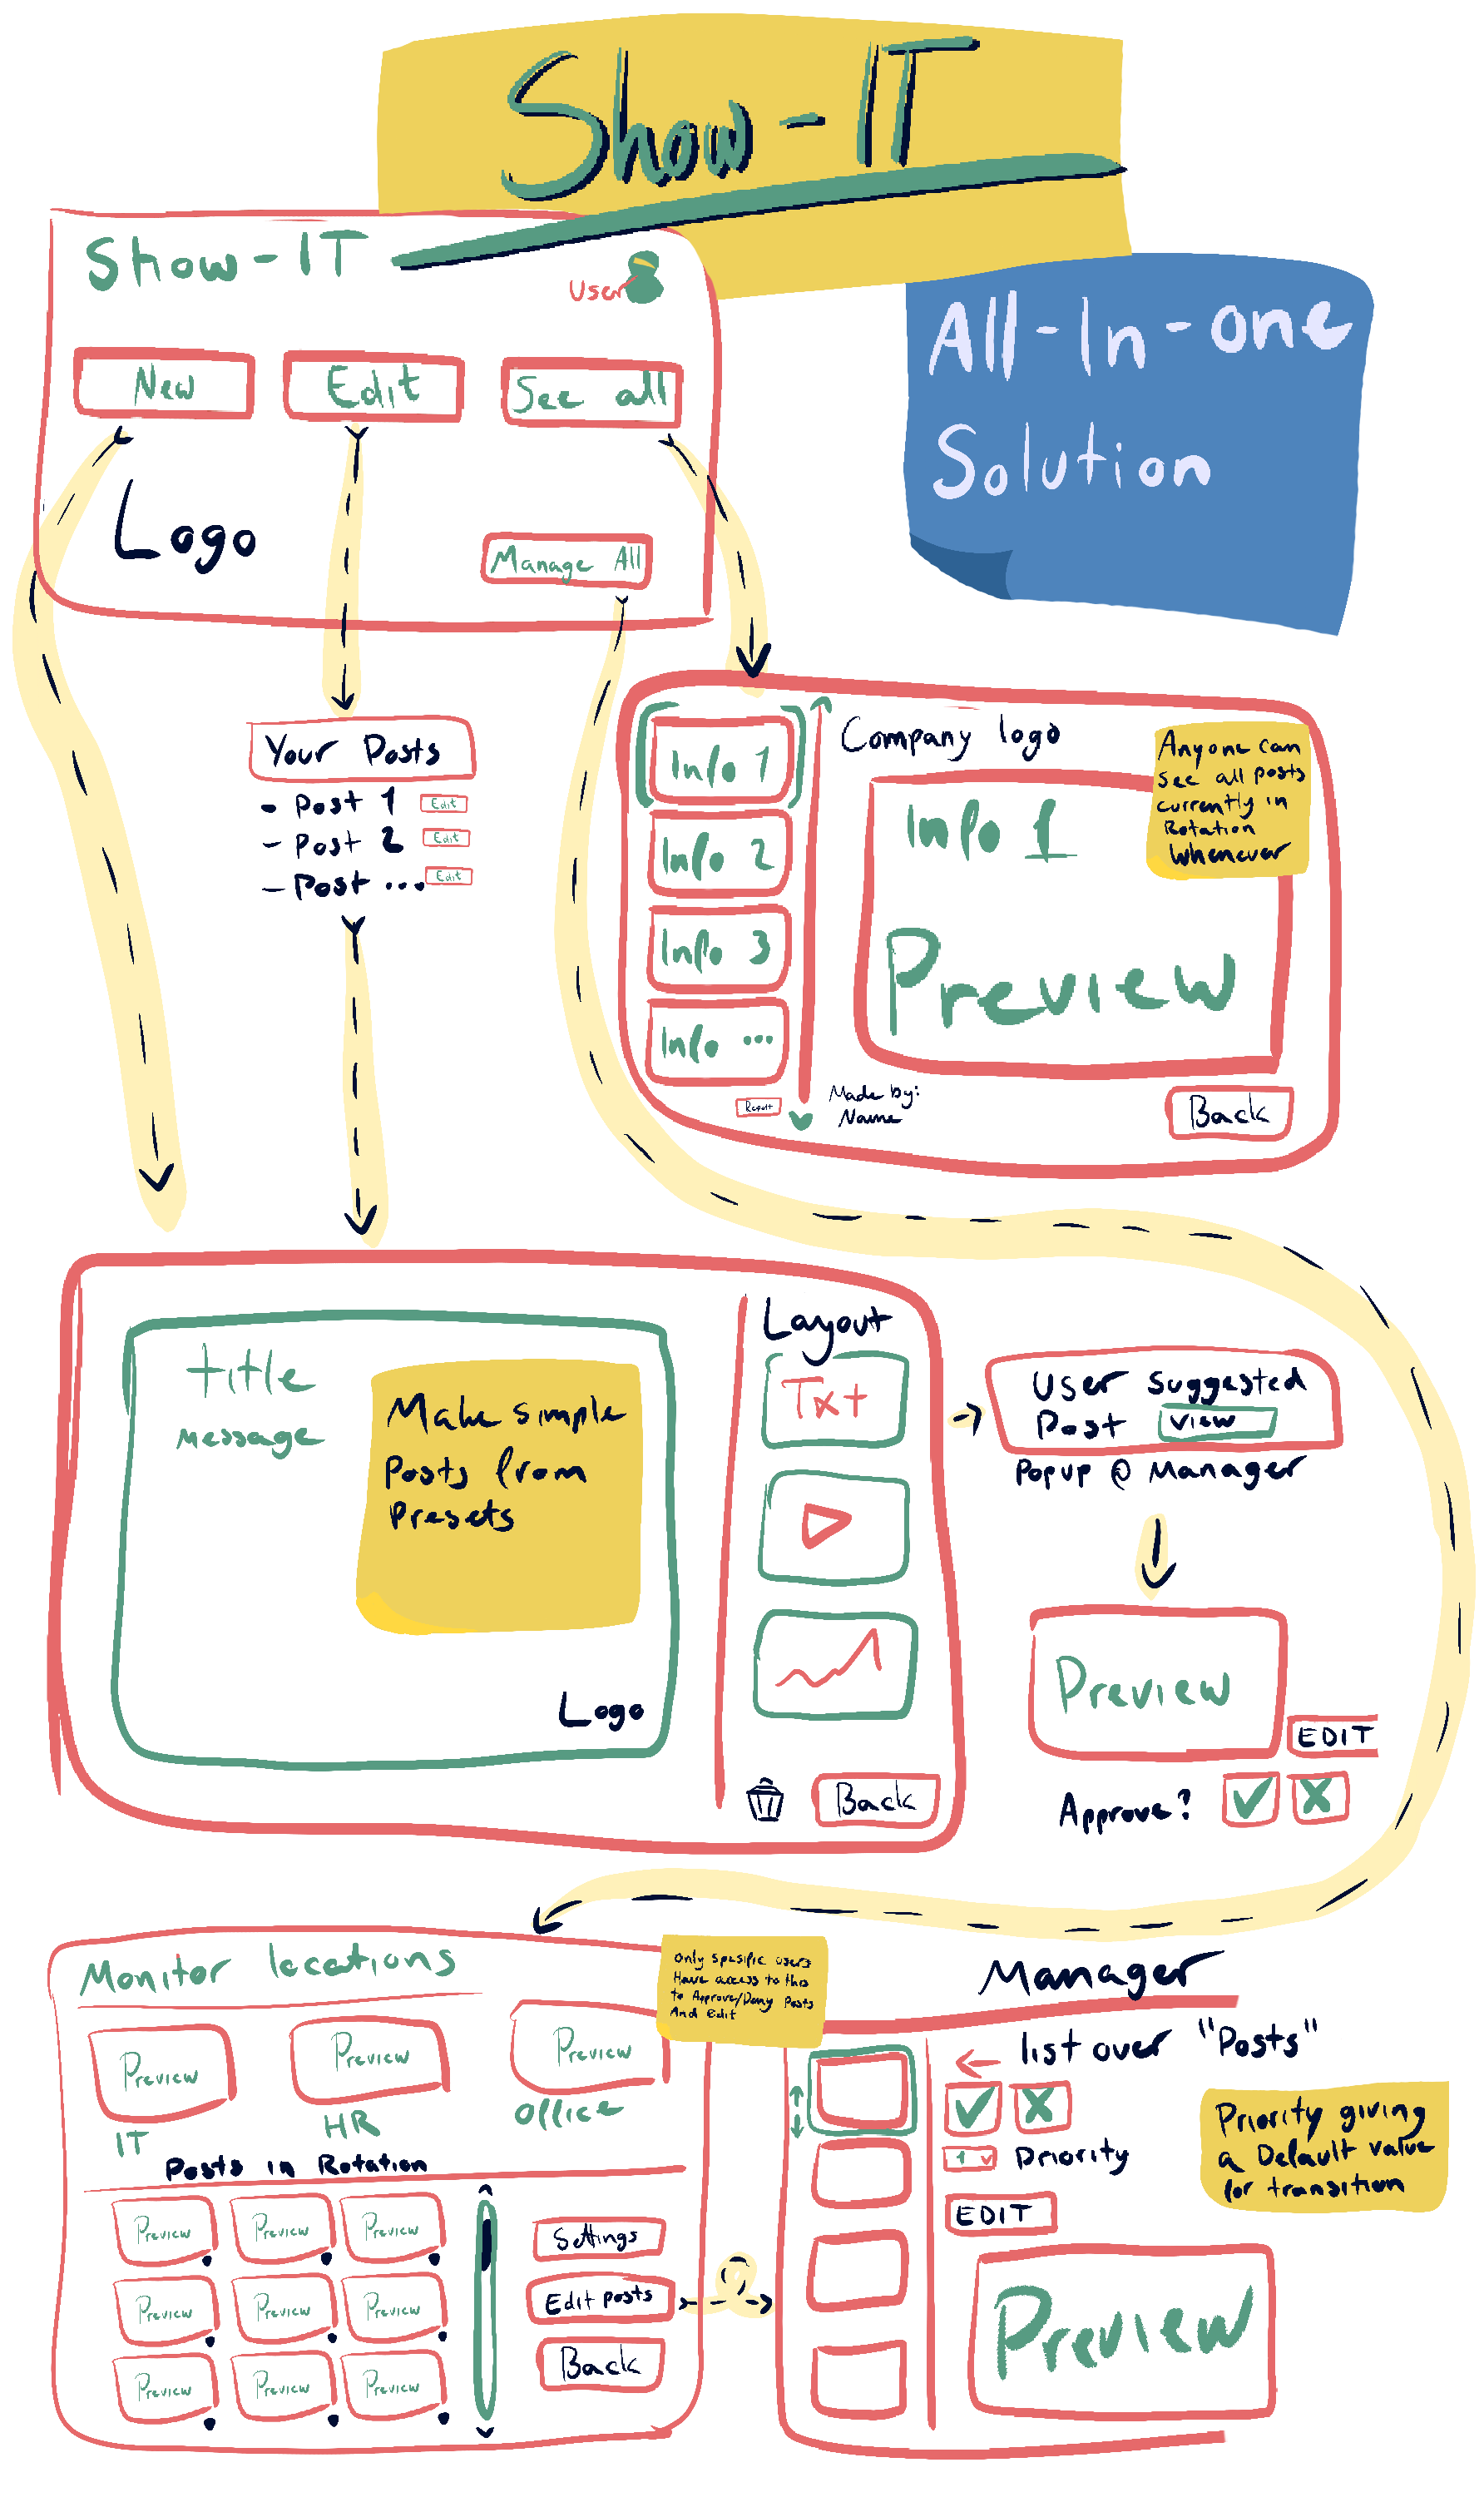 Show-IT
All-In-one
Solution
Show-IT
User
New
Edit
See all
Logo
Manage All
Your Posts
- Post 1 Edit
- Post 2 Edit
- Post ... Edit
Info 1
Info 2
Info 3
Info ...
Company logo
Info 1
Preview
Anyone can
see all posts
currently in
Rotation
whenever
Made by:
Name
Back
title
Message
Make simple
Posts from
Presets
Logo
Layout
Txt
Back
User suggested
Post view
Popup @ Manager
Preview
EDIT
Approve?
Monitor locations
Preview
IT
Preview
HR
Preview
Office
Only spesific users
Have access to this
to Approve/Deny Posts
And Edit
Posts in Rotation
Preview Preview Preview
Preview Preview Preview
Preview Preview Preview
Settings
Edit posts
Back
Manager
list over "Posts"
1 Priority
EDIT
Preview
Priority giving
a Default value
for transition